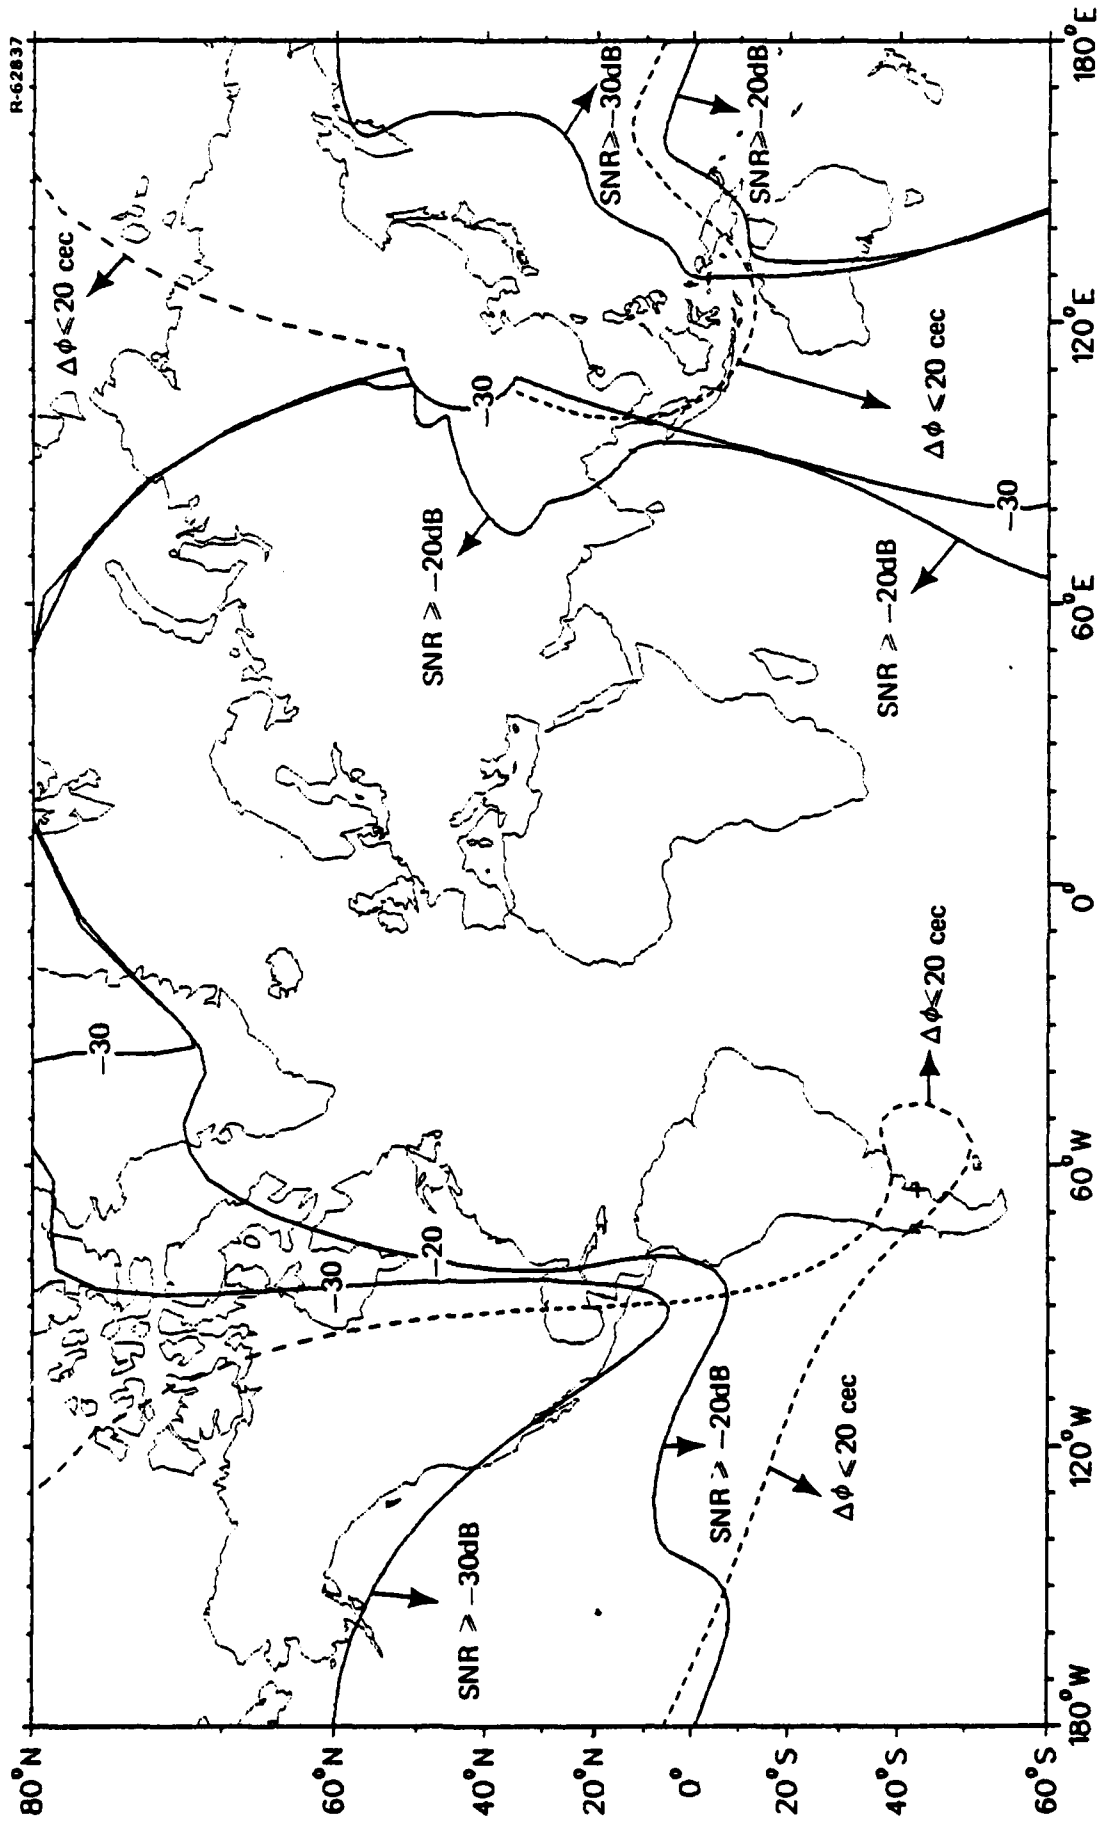 R-62837
80°N
60°N
40°N
20°N
0°
20°S
40°S
60°S
180°W
120°W
60°W
0°
60°E
120°E
180°E
Δφ≤20 cec
SNR ≥ -30dB
SNR ≥ -20dB
-30
-30
-20
-30
SNR ≥ -20dB
-30
SNR ≥ -20dB
SNR ≥ -30dB
SNR ≥ -20dB
Δφ ≤20 cec
Δφ≤20 cec
Δφ ≤20 cec